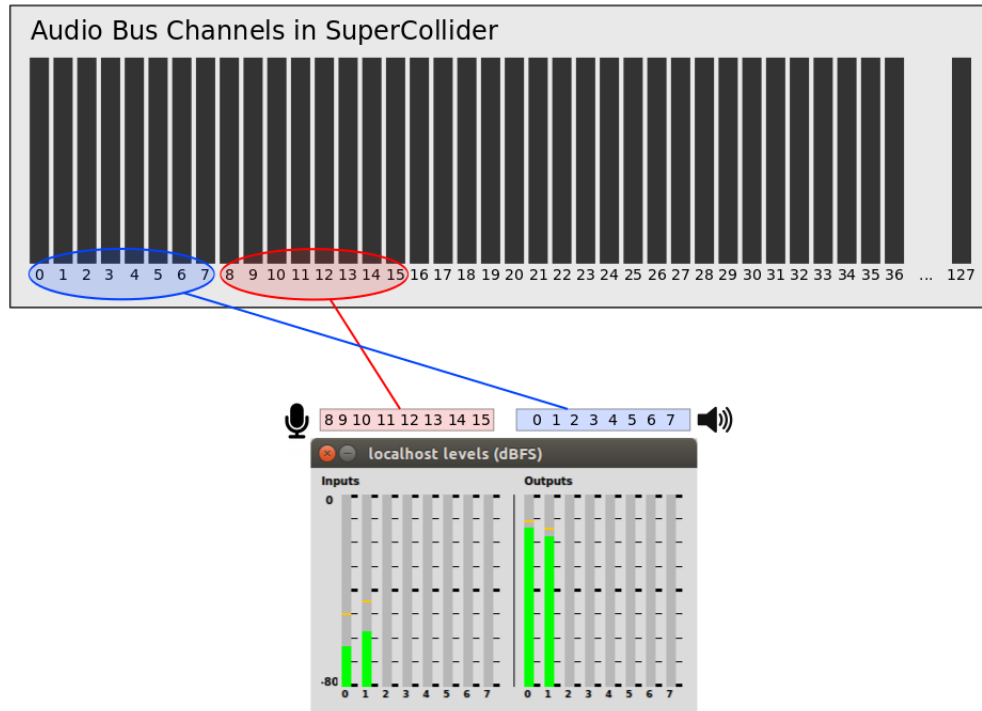 Audio Bus Channels in SuperCollider
0 1 2 3 4 5 6 7 8 9 10 11 12 13 14 15 16 17 18 19 20 21 22 23 24 25 26 27 28 29 30 31 32 33 34 35 36 ... 127
8 9 10 11 12 13 14 15 0 1 2 3 4 5 6 7
localhost levels (dBFS)
Inputs Outputs
0
-80
0 1 2 3 4 5 6 7 0 1 2 3 4 5 6 7